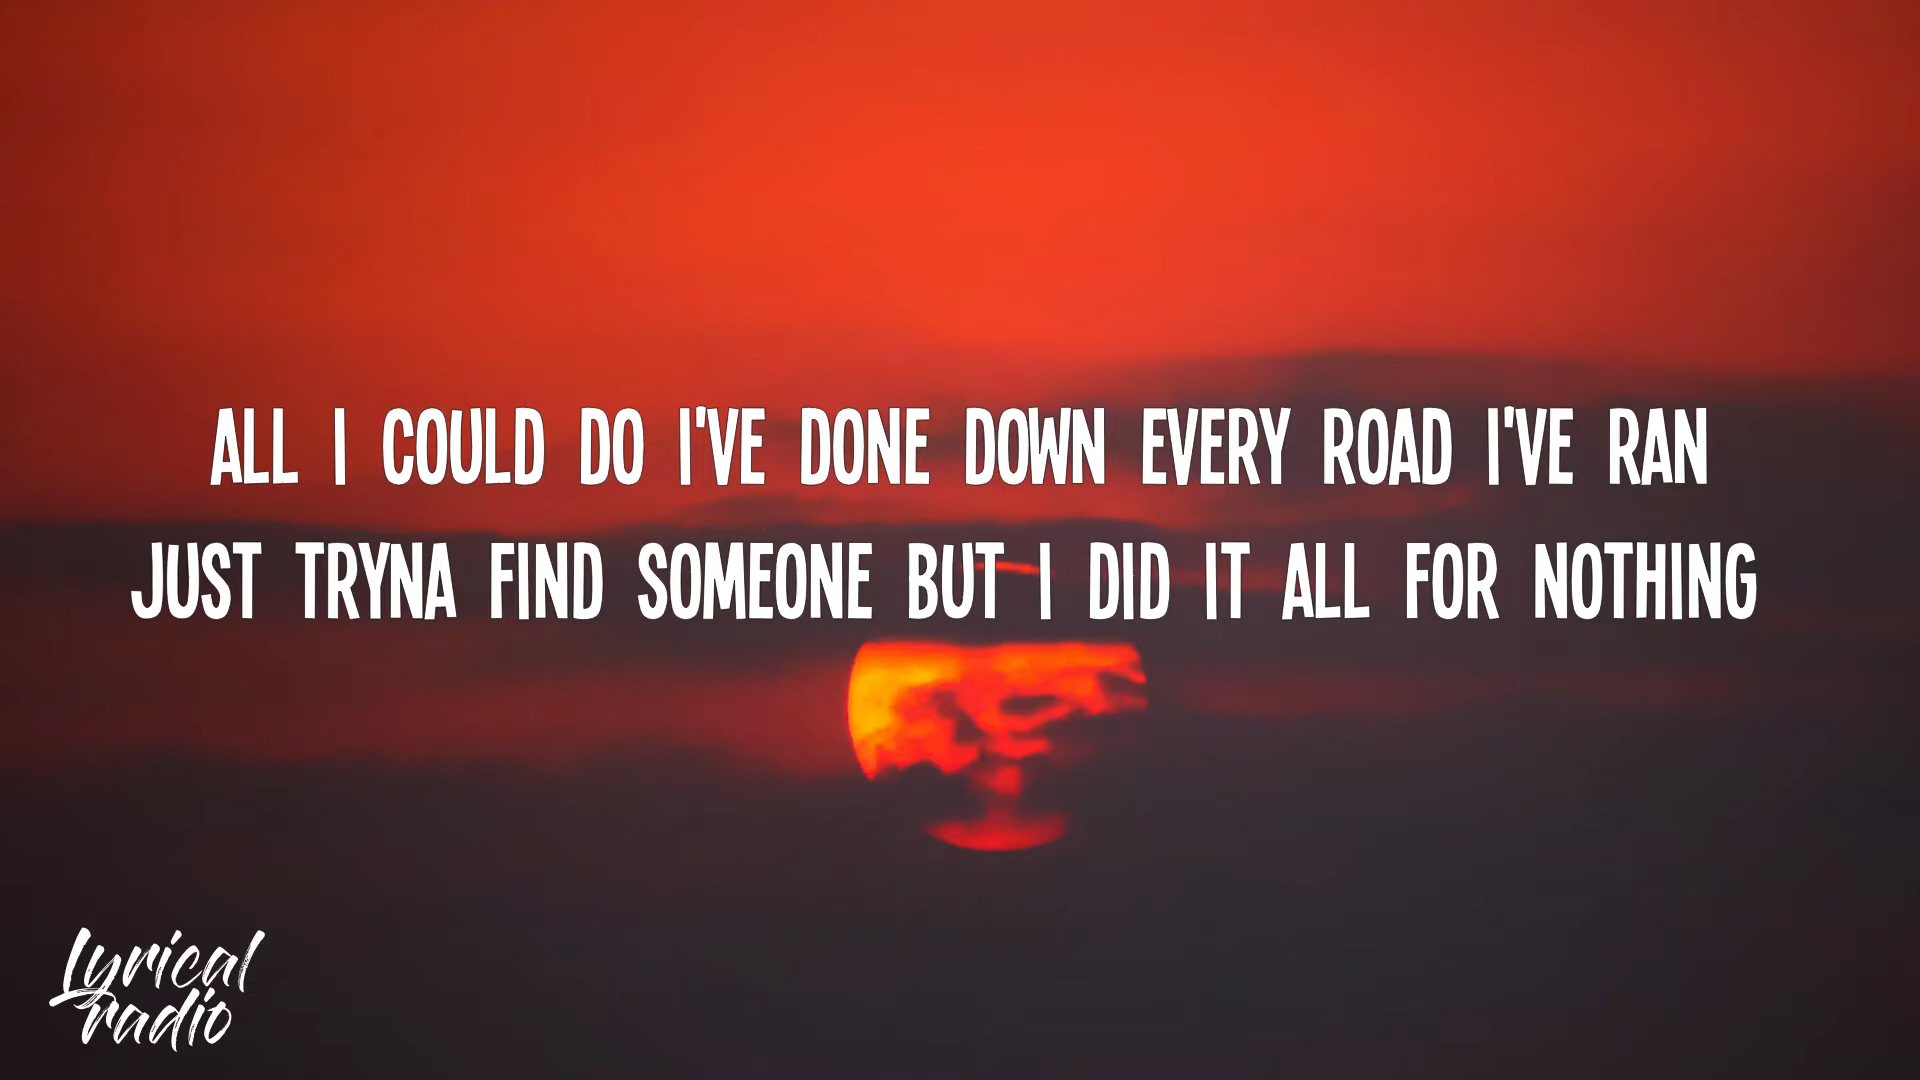 ALL I COULD DO I'VE DONE DOWN EVERY ROAD I'VE RAN
JUST TRYNA FIND SOMEONE BUT I DID IT ALL FOR NOTHING
Lyrical
radio